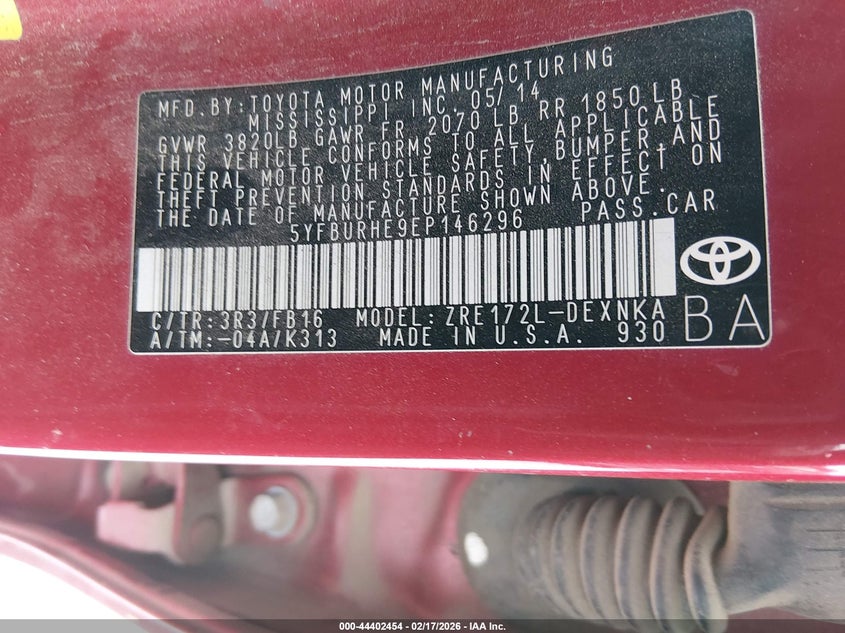 MFD.BY:TOYOTA MOTOR MANUFACTURING
MISSISSIPPI INC.05/14
GVWR 3820LB GAWR FR 2070 LB RR 1850 LB
THIS VEHICLE CONFORMS TO ALL APPLICABLE
FEDERAL MOTOR VEHICLE SAFETY,BUMPER,AND
THEFT PREVENTION STANDARDS IN EFFECT ON
THE DATE OF MANUFACTURE SHOWN ABOVE.
5YFBURHE9EP146296 PASS.CAR
C/TR:3R3/FB16 MODEL:ZRE172L-DEXNKA
A/TM:-04A/K313 MADE IN U.S.A. 930
BA
000-44402454 - 02/17/2026 - IAA Inc.